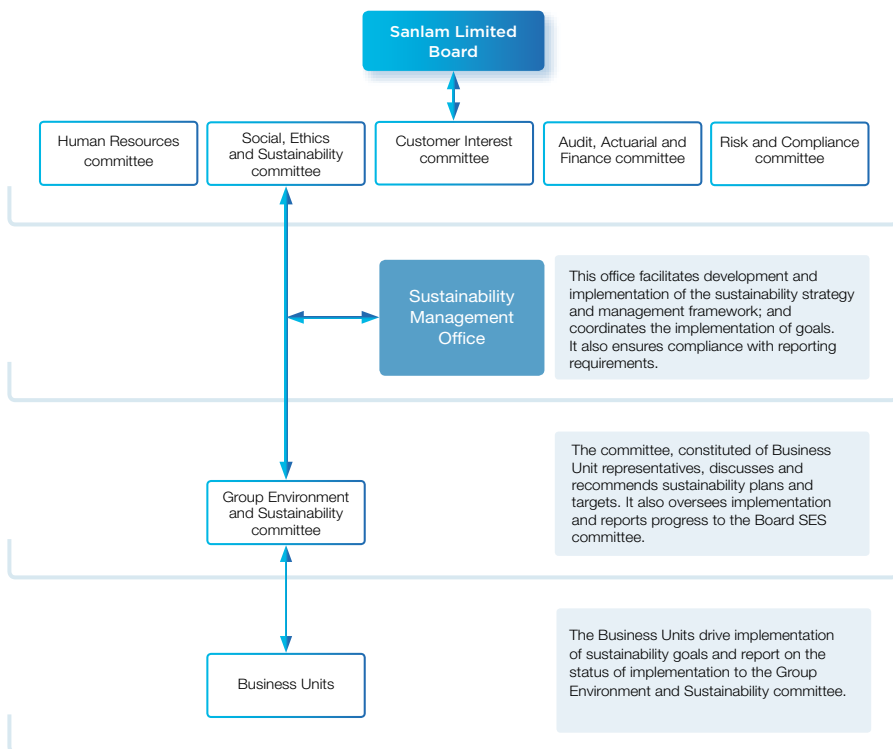 Sanlam Limited
Board
Human Resources
committee
Social, Ethics
and Sustainability
committee
Customer Interest
committee
Audit, Actuarial and
Finance committee
Risk and Compliance
committee
Sustainability
Management
Office
This office facilitates development and
implementation of the sustainability strategy
and management framework; and
coordinates the implementation of goals.
It also ensures compliance with reporting
requirements.
Group Environment
and Sustainability
committee
The committee, constituted of Business
Unit representatives, discusses and
recommends sustainability plans and
targets. It also oversees implementation
and reports progress to the Board SES
committee.
Business Units
The Business Units drive implementation
of sustainability goals and report on the
status of implementation to the Group
Environment and Sustainability committee.